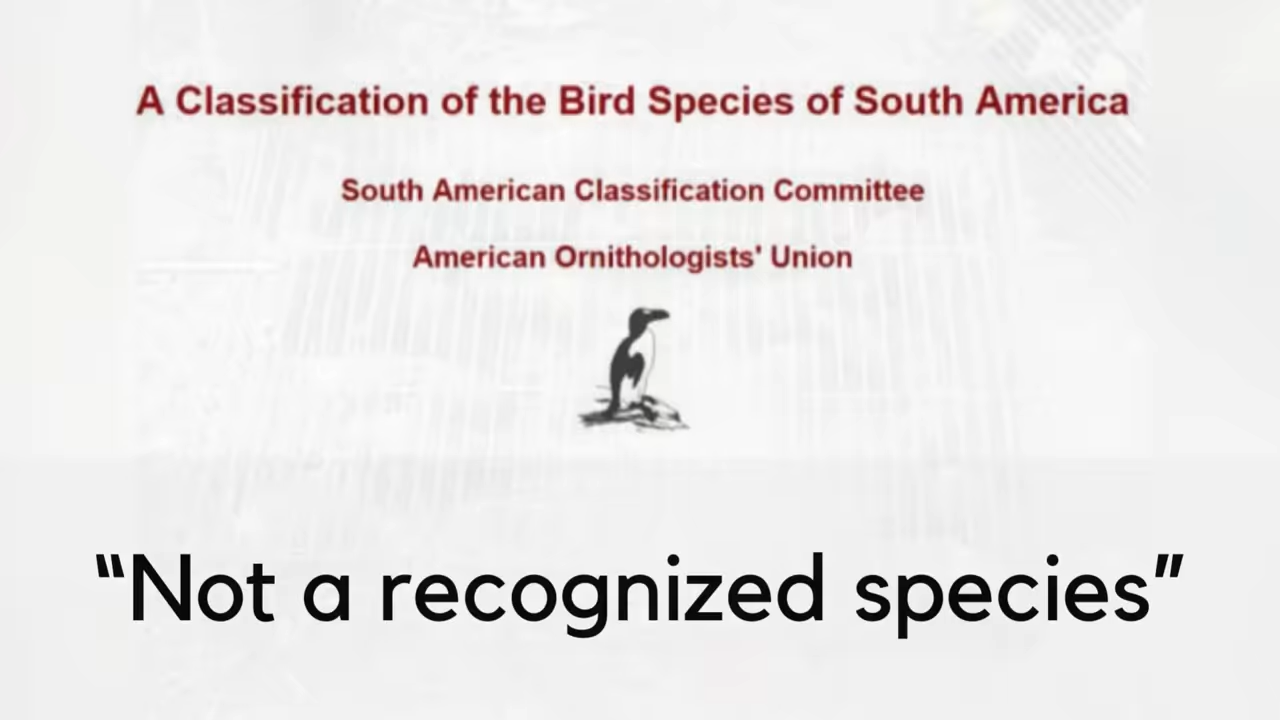 A Classification of the Bird Species of South America
South American Classification Committee
American Ornithologists' Union
“Not a recognized species”